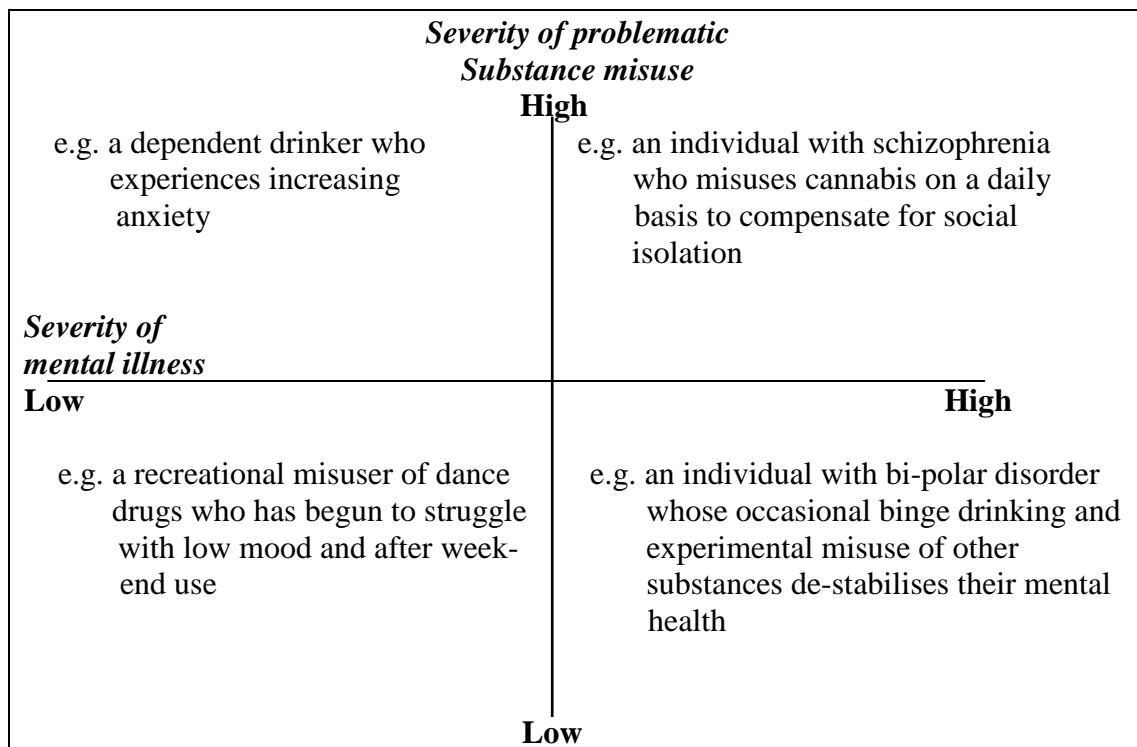 Severity of problematic
Substance misuse
High
e.g. a dependent drinker who
experiences increasing
anxiety
e.g. an individual with schizophrenia
who misuses cannabis on a daily
basis to compensate for social
isolation
Severity of
mental illness
Low
High
e.g. a recreational misuser of dance
drugs who has begun to struggle
with low mood and after week-
end use
e.g. an individual with bi-polar disorder
whose occasional binge drinking and
experimental misuse of other
substances de-stabilises their mental
health
Low